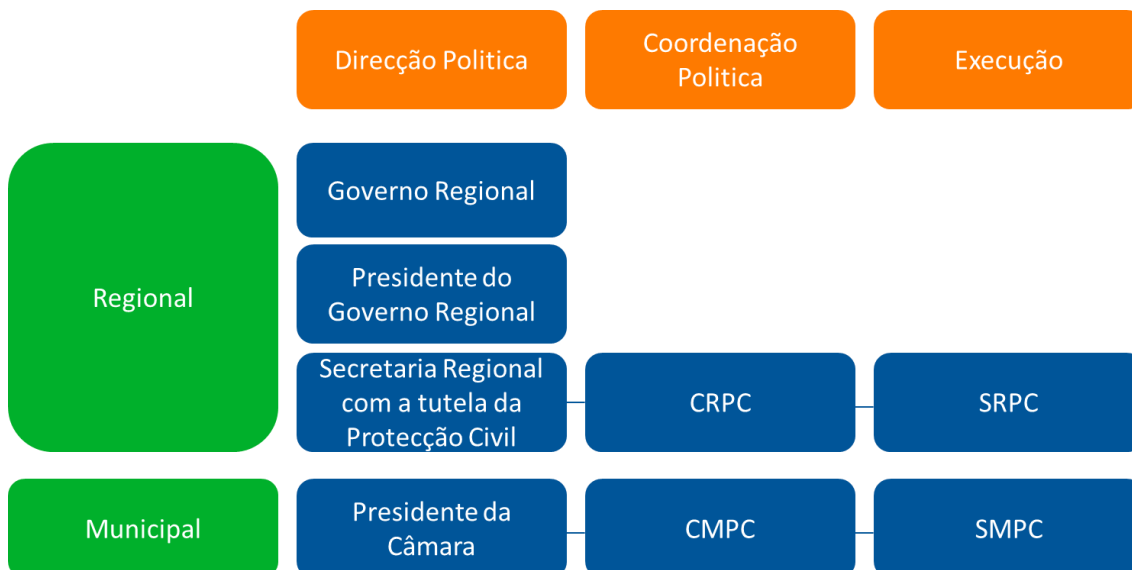 Direcção Politica
Coordenação
Politica
Execução
Regional
Governo Regional
Presidente do
Governo Regional
Secretaria Regional
com a tutela da
Protecção Civil
CRPC
SRPC
Municipal
Presidente da
Câmara
CMPC
SMPC